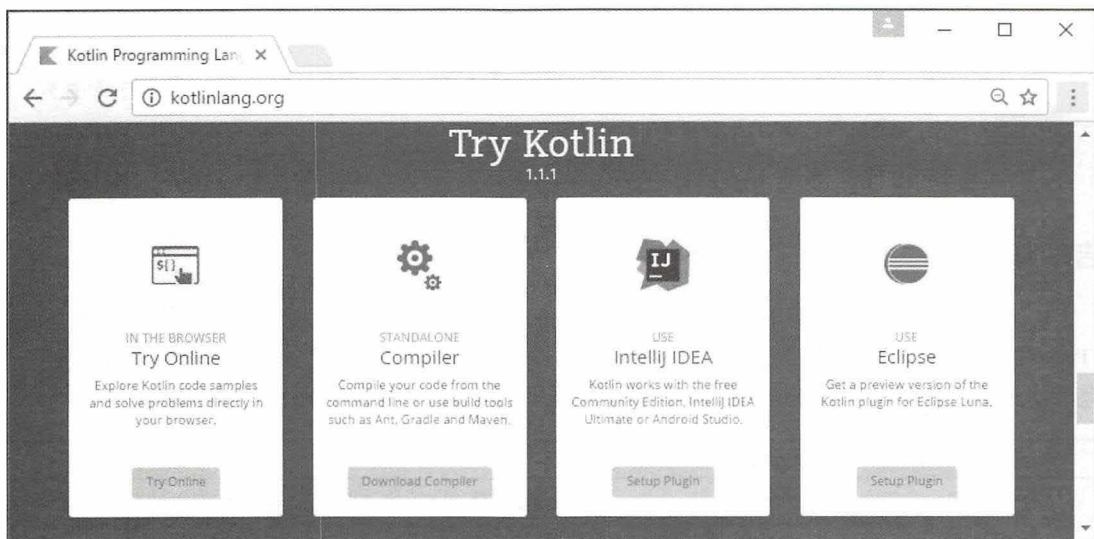 Kotlin Programming Lan
kotlinlang.org
Try Kotlin
1.1.1
${}
IN THE BROWSER
Try Online
Explore Kotlin code samples
and solve problems directly in
your browser.
Try Online
STANDALONE
Compiler
Compile your code from the
command line or use build tools
such as Ant, Gradle and Maven.
Download Compiler
IJ
USE
IntelliJ IDEA
Kotlin works with the free
Community Edition, IntelliJ IDEA
Ultimate or Android Studio.
Setup Plugin
USE
Eclipse
Get a preview version of the
Kotlin plugin for Eclipse Luna.
Setup Plugin